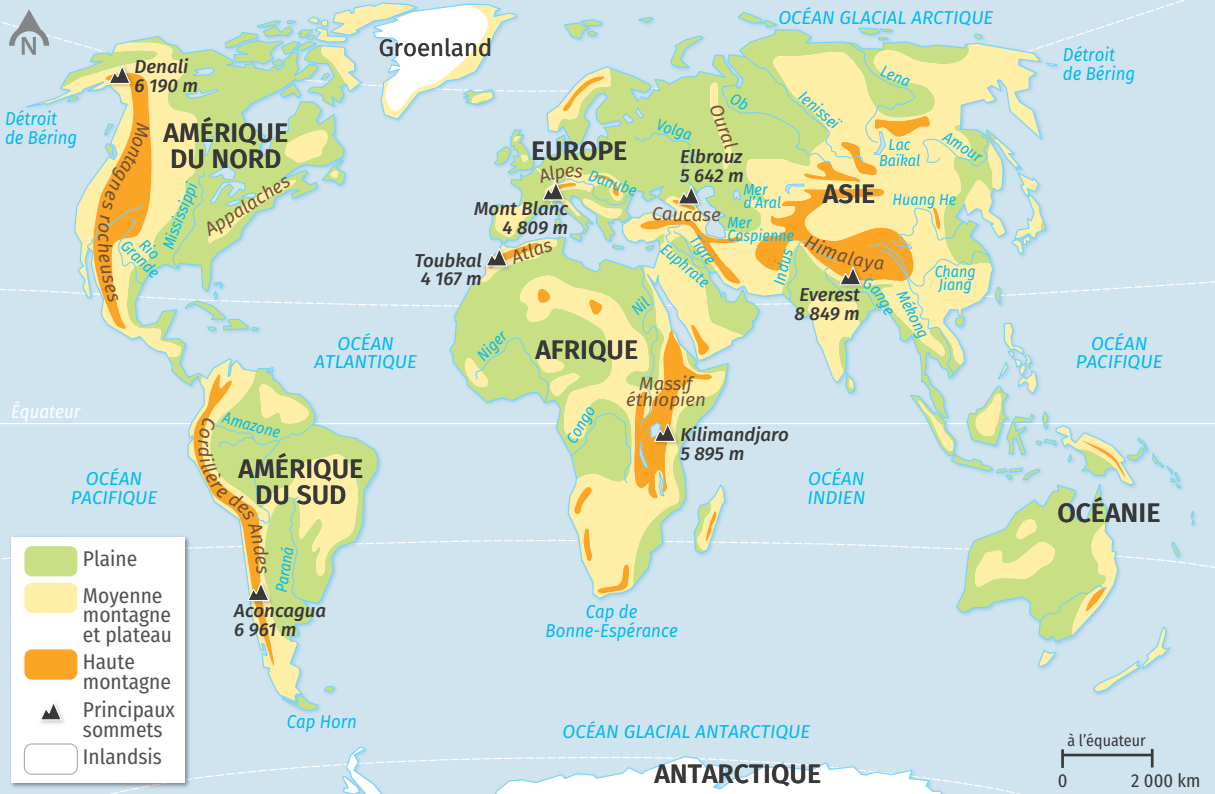 OCÉAN GLACIAL ARCTIQUE
N
Groenland
Denali
6 190 m
Détroit
de Béring
Détroit
de Béring
AMÉRIQUE
DU NORD
Montagnes rocheuses
Mississippi
Appalaches
Rio
Grande
EUROPE
Alpes
Danube
Mont Blanc
4 809 m
Volga
Oural
Ob
Ienisseï
Lena
Elbrouz
5 642 m
Caucase
Mer
d'Aral
Mer
Caspienne
Lac
Baïkal
Amour
ASIE
Huang He
Toubkal
4 167 m
Atlas
Tigre
Euphrate
Indus
Himalaya
Everest
8 849 m
Gange
Mékong
Chang
Jiang
OCÉAN
ATLANTIQUE
Niger
Nil
AFRIQUE
OCÉAN
PACIFIQUE
Massif
éthiopien
Équateur
Amazone
Congo
Kilimandjaro
5 895 m
Cordillère des Andes
AMÉRIQUE
DU SUD
OCÉAN
PACIFIQUE
OCÉAN
INDIEN
OCÉANIE
Paraná
Aconcagua
6 961 m
Cap de
Bonne-Espérance
Cap Horn
OCÉAN GLACIAL ANTARCTIQUE
ANTARCTIQUE
Plaine
Moyenne
montagne
et plateau
Haute
montagne
Principaux
sommets
Inlandsis
à l'équateur
0 2 000 km